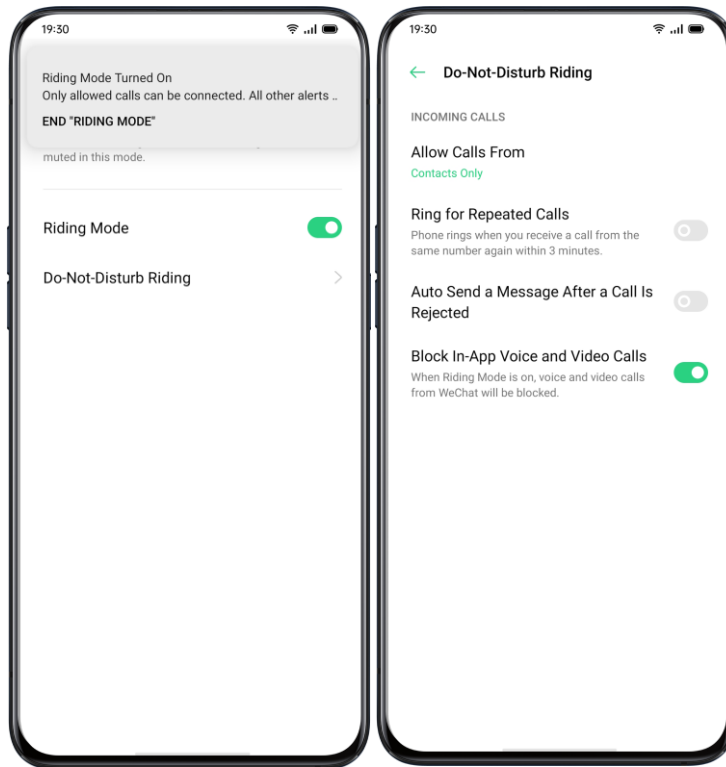 19:30
Riding Mode Turned On
Only allowed calls can be connected. All other alerts ..
END "RIDING MODE"
muted in this mode.
Riding Mode
Do-Not-Disturb Riding
19:30
Do-Not-Disturb Riding
INCOMING CALLS
Allow Calls From
Contacts Only
Ring for Repeated Calls
Phone rings when you receive a call from the
same number again within 3 minutes.
Auto Send a Message After a Call Is
Rejected
Block In-App Voice and Video Calls
When Riding Mode is on, voice and video calls
from WeChat will be blocked.